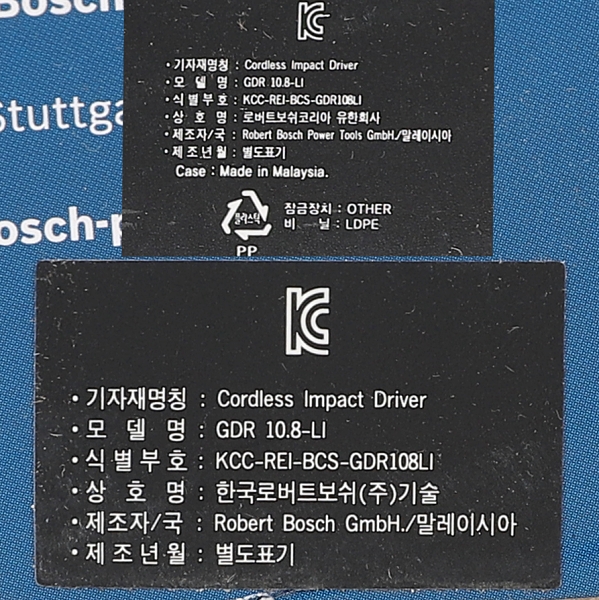 Bosch
Stuttga
osch-p
KC
・기자재명칭 : Cordless Impact Driver
・모 델 명 : GDR 10.8-LI
・식별부호 : KCC-REI-BCS-GDR108LI
・상 호 명 : 로버트보쉬코리아 유한회사
・제조자/국 : Robert Bosch Power Tools GmbH./말레이시아
・제조년월 : 별도표기
Case : Made in Malaysia.
플라스틱
PP
잠금장치 : OTHER
비 닐 : LDPE
KC
・기자재명칭 : Cordless Impact Driver
・모 델 명 : GDR 10.8-LI
・식별부호 : KCC-REI-BCS-GDR108LI
・상 호 명 : 한국로버트보쉬(주)기술
・제조자/국 : Robert Bosch GmbH./말레이시아
・제조년월 : 별도표기